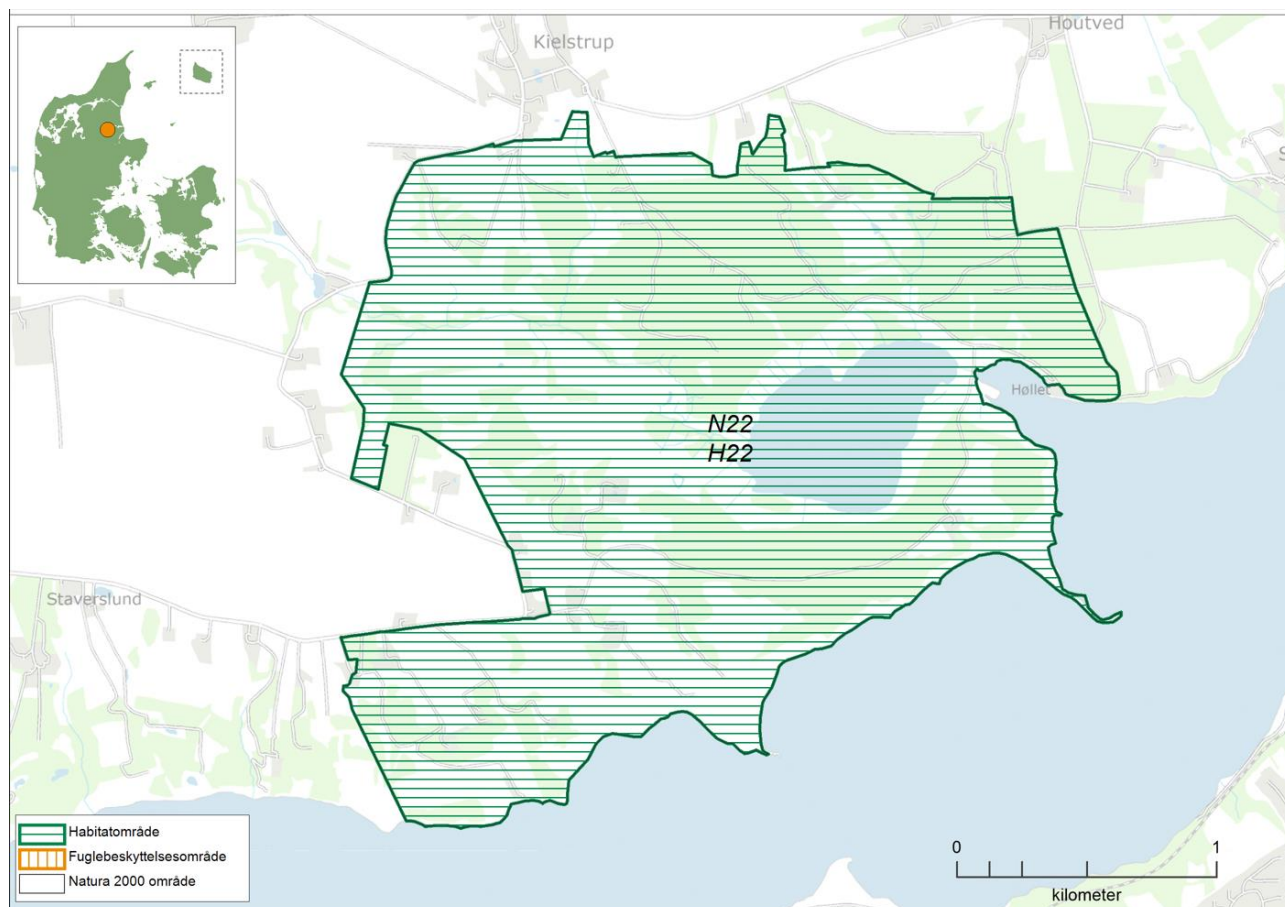 Kielstrup
Houtved
Høllet
N22
H22
Staverslund
Habitatområde
Fuglebeskyttelsesområde
Natura 2000 område
0 1
kilometer